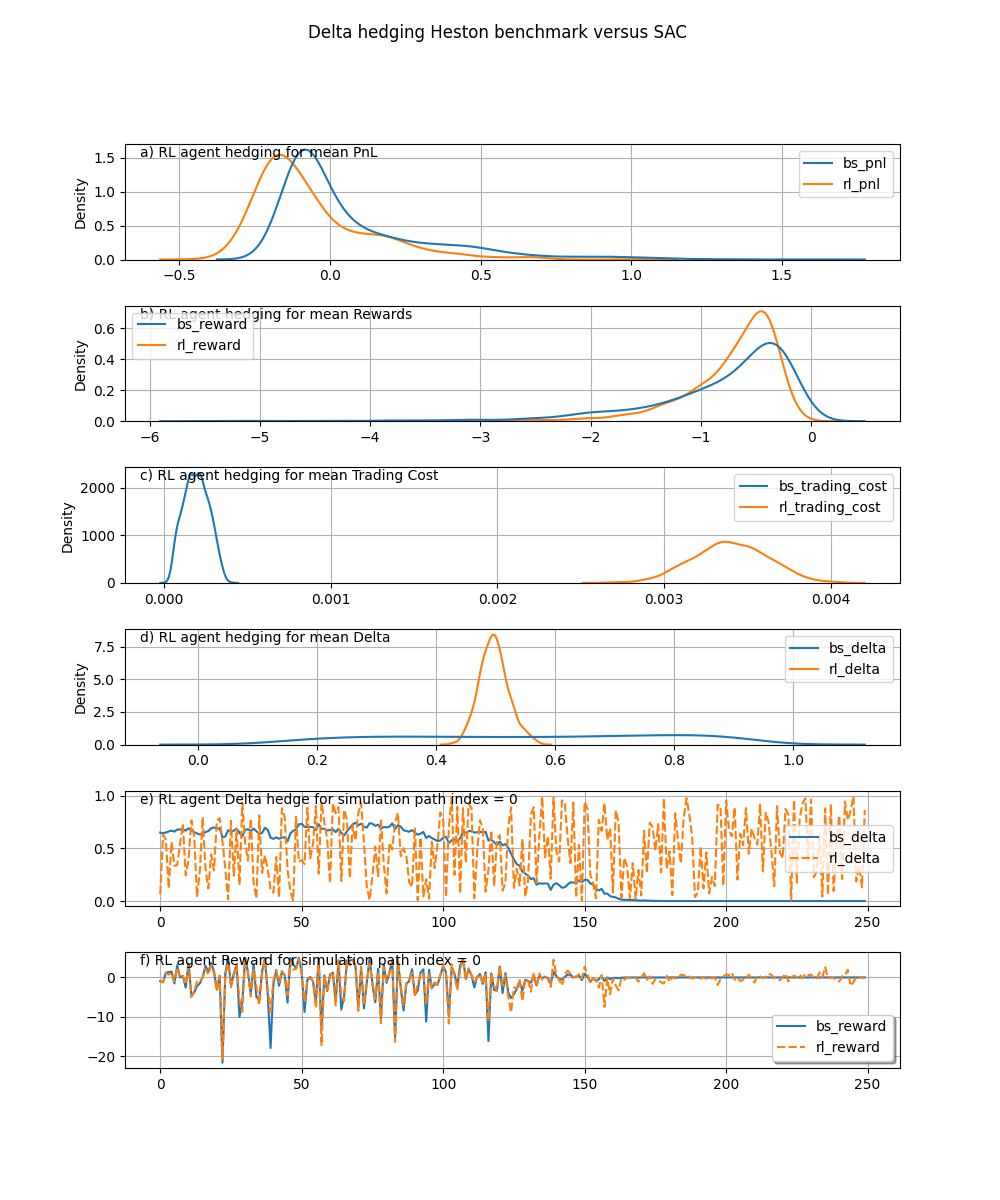 Delta hedging Heston benchmark versus SAC
a) RL agent hedging for mean PnL
Density
1.5
1.0
0.5
0.0
−0.5
0.0
0.5
1.0
1.5
bs_pnl
rl_pnl
b) RL agent hedging for mean Rewards
Density
0.6
0.4
0.2
0.0
−6
−5
−4
−3
−2
−1
0
bs_reward
rl_reward
c) RL agent hedging for mean Trading Cost
Density
2000
1000
0
0.000
0.001
0.002
0.003
0.004
bs_trading_cost
rl_trading_cost
d) RL agent hedging for mean Delta
Density
7.5
5.0
2.5
0.0
0.0
0.2
0.4
0.6
0.8
1.0
bs_delta
rl_delta
e) RL agent Delta hedge for simulation path index = 0
1.0
0.5
0.0
0
50
100
150
200
250
bs_delta
rl_delta
f) RL agent Reward for simulation path index = 0
0
−10
−20
0
50
100
150
200
250
bs_reward
rl_reward